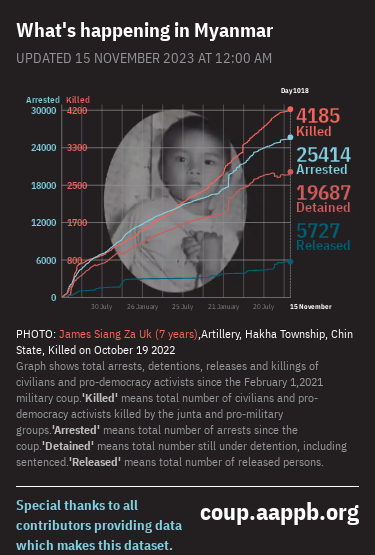 What's happening in Myanmar
UPDATED 15 NOVEMBER 2023 AT 12:00 AM
Day1018
Arrested Killed
30000 4200
24000 3300
18000 2500
12000 1700
6000 800
0
4185
Killed
25414
Arrested
19687
Detained
5727
Released
30 July 26 January 25 July 21 January 20 July 15 November
PHOTO: James Siang Za Uk (7 years),Artillery, Hakha Township, Chin
State, Killed on October 19 2022
Graph shows total arrests, detentions, releases and killings of
civilians and pro-democracy activists since the February 1,2021
military coup.'Killed' means total number of civilians and pro-
democracy activists killed by the junta and pro-military
groups.'Arrested' means total number of arrests since the
coup.'Detained' means total number still under detention, including
sentenced.'Released' means total number of released persons.
Special thanks to all
contributors providing data
which makes this dataset.
coup.aappb.org